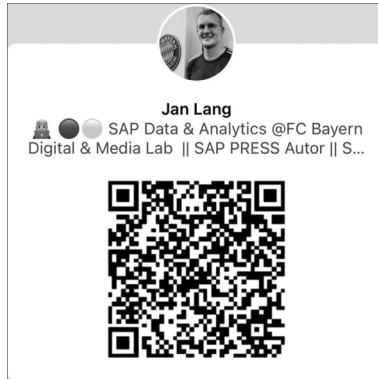 Jan Lang
SAP Data & Analytics @FC Bayern
Digital & Media Lab || SAP PRESS Autor || S...